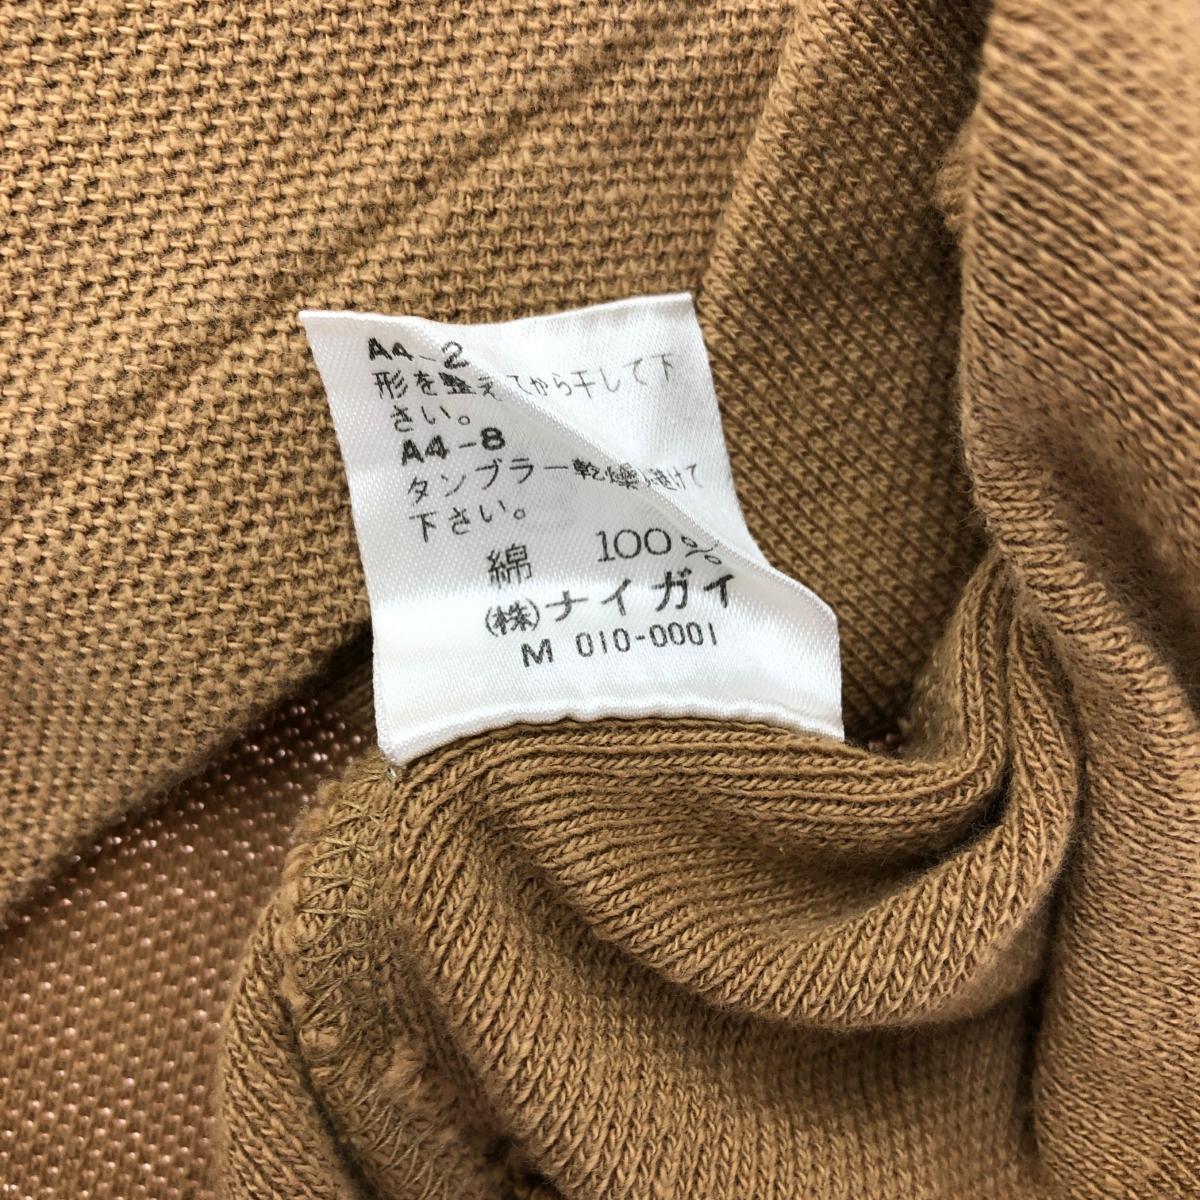 A4-2
形を整えてから干して下
さい。
A4-8
タンブラー乾燥は避けて
下さい。
綿 100%
(株)ナイガイ
M 010-0001